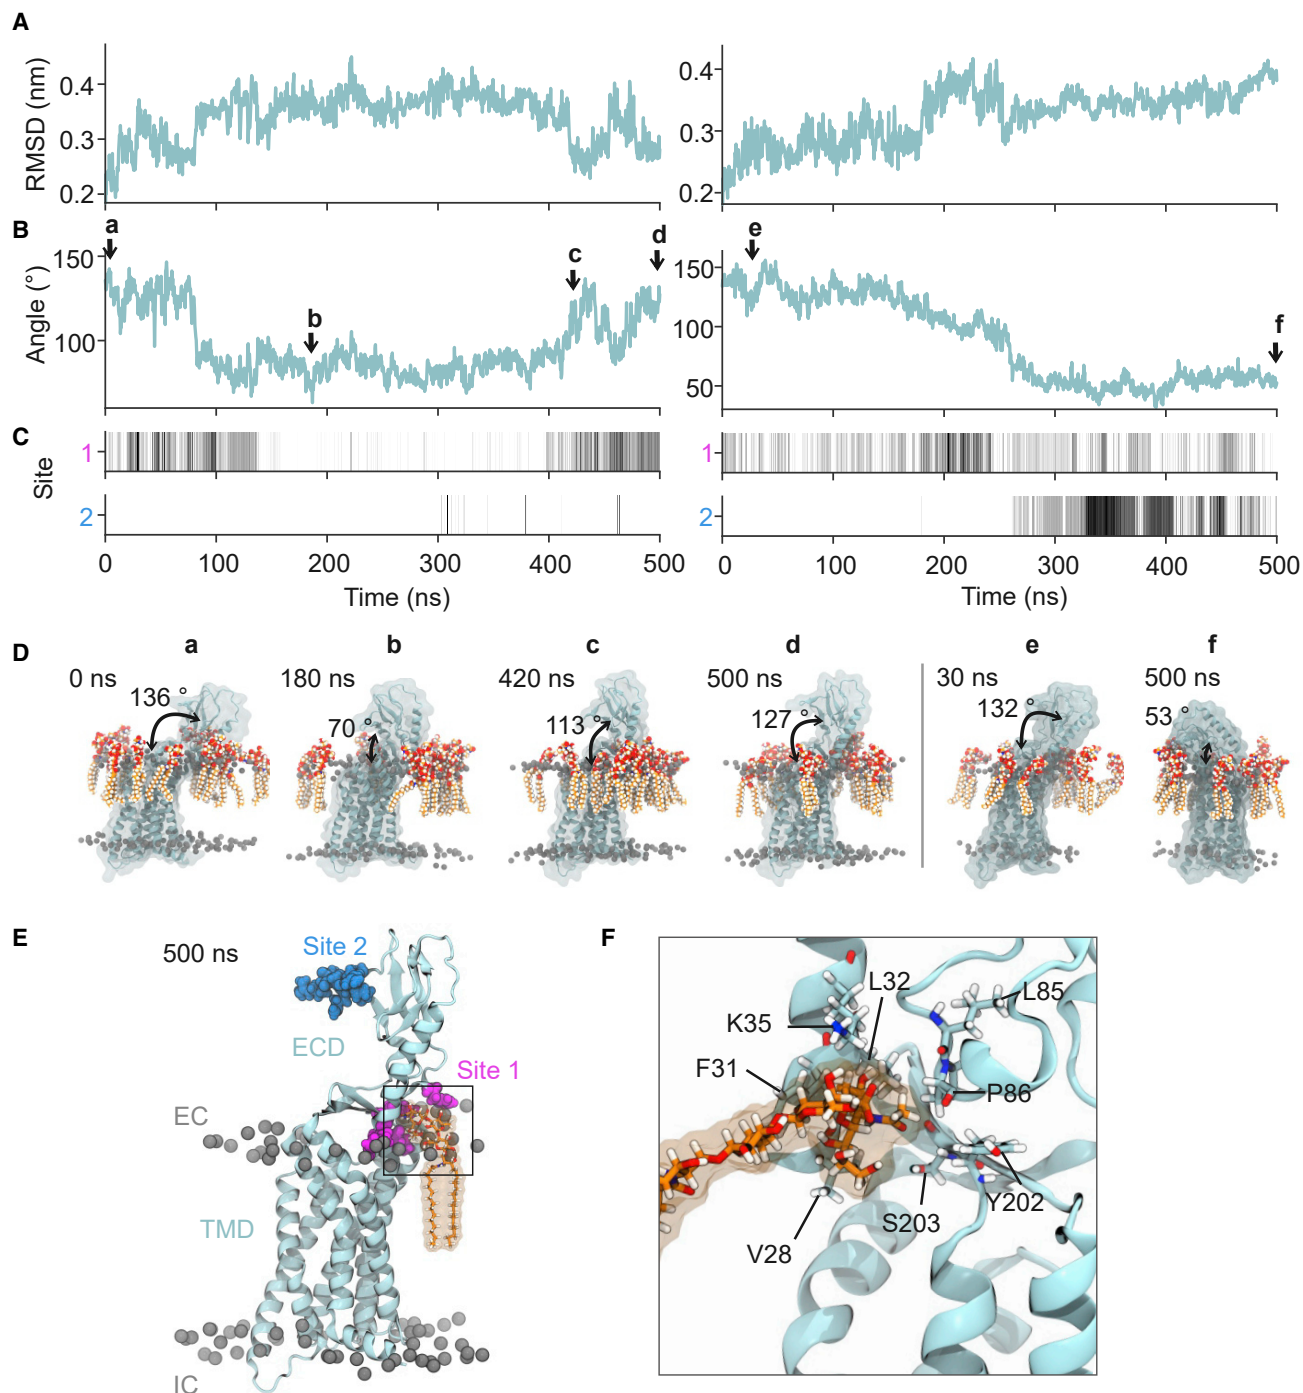 A
RMSD (nm)
0.4
0.3
0.2
0.4
0.3
0.2
B
Angle (°)
150
100
a
b
c
d
150
100
50
e
f
C
Site
1
2
1
2
0 100 200 300 400 500
Time (ns)
0 100 200 300 400 500
Time (ns)
D
a
0 ns
136 °
b
180 ns
70 °
c
420 ns
113 °
d
500 ns
127 °
e
30 ns
132 °
f
500 ns
53 °
E
500 ns
Site 2
ECD
Site 1
EC
TMD
IC
F
L32
L85
K35
F31
P86
S203
Y202
V28